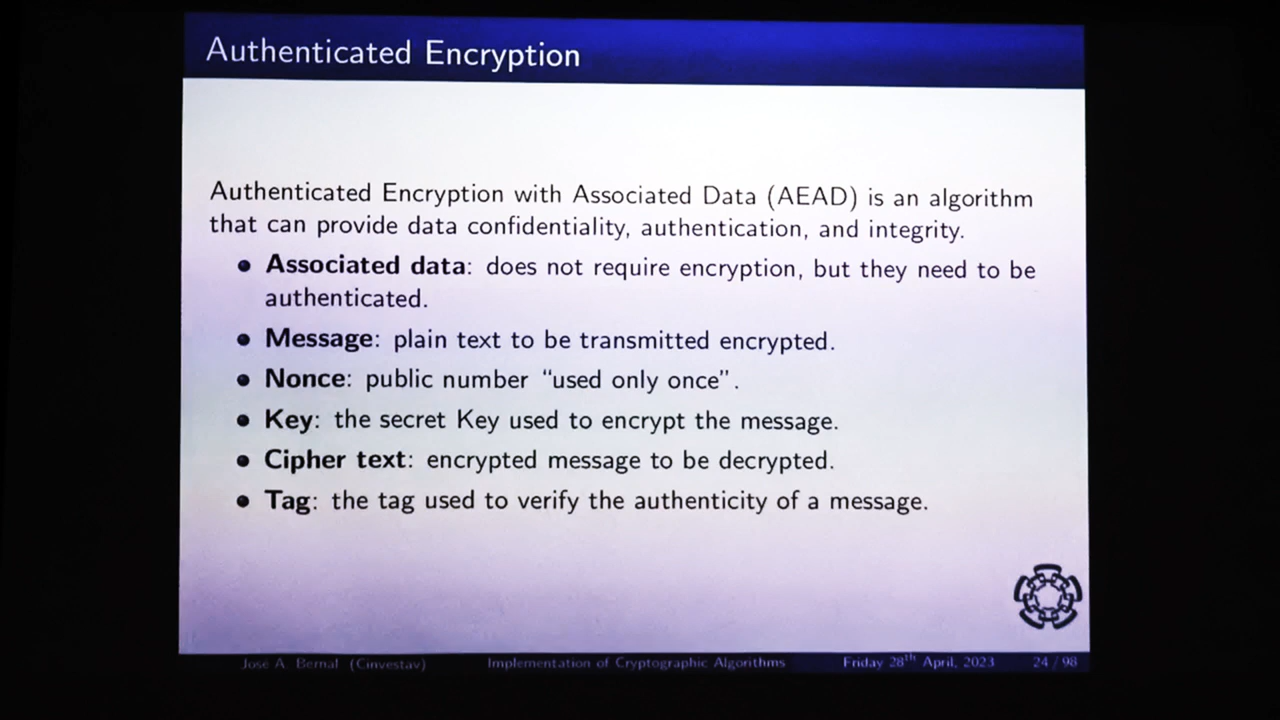 Authenticated Encryption
Authenticated Encryption with Associated Data (AEAD) is an algorithm
that can provide data confidentiality, authentication, and integrity.
• Associated data: does not require encryption, but they need to be
authenticated.
• Message: plain text to be transmitted encrypted.
• Nonce: public number “used only once”.
• Key: the secret Key used to encrypt the message.
• Cipher text: encrypted message to be decrypted.
• Tag: the tag used to verify the authenticity of a message.
José A. Bernal (Cinvestav) Implementation of Cryptographic Algorithms Friday 28th April, 2023 24 / 98